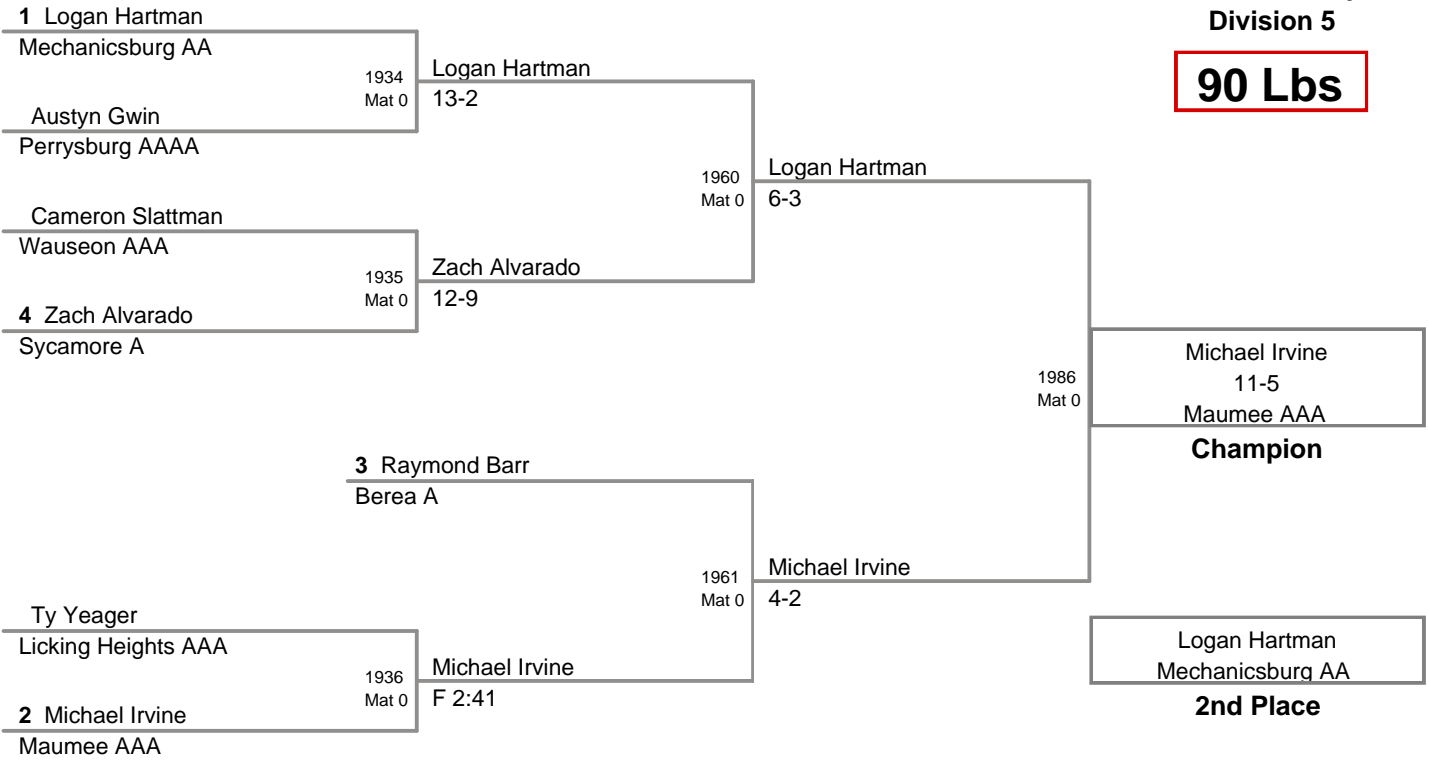 Division 5
90 Lbs
1 Logan Hartman
Mechanicsburg AA
1934
Mat 0
Logan Hartman
13-2
Austyn Gwin
Perrysburg AAAA
1960
Mat 0
Logan Hartman
6-3
Cameron Slattman
Wauseon AAA
1935
Mat 0
Zach Alvarado
12-9
4 Zach Alvarado
Sycamore A
1986
Mat 0
Michael Irvine
11-5
Maumee AAA
Champion
3 Raymond Barr
Berea A
1961
Mat 0
Michael Irvine
4-2
Ty Yeager
Licking Heights AAA
1936
Mat 0
Michael Irvine
F 2:41
2 Michael Irvine
Maumee AAA
Logan Hartman
Mechanicsburg AA
2nd Place